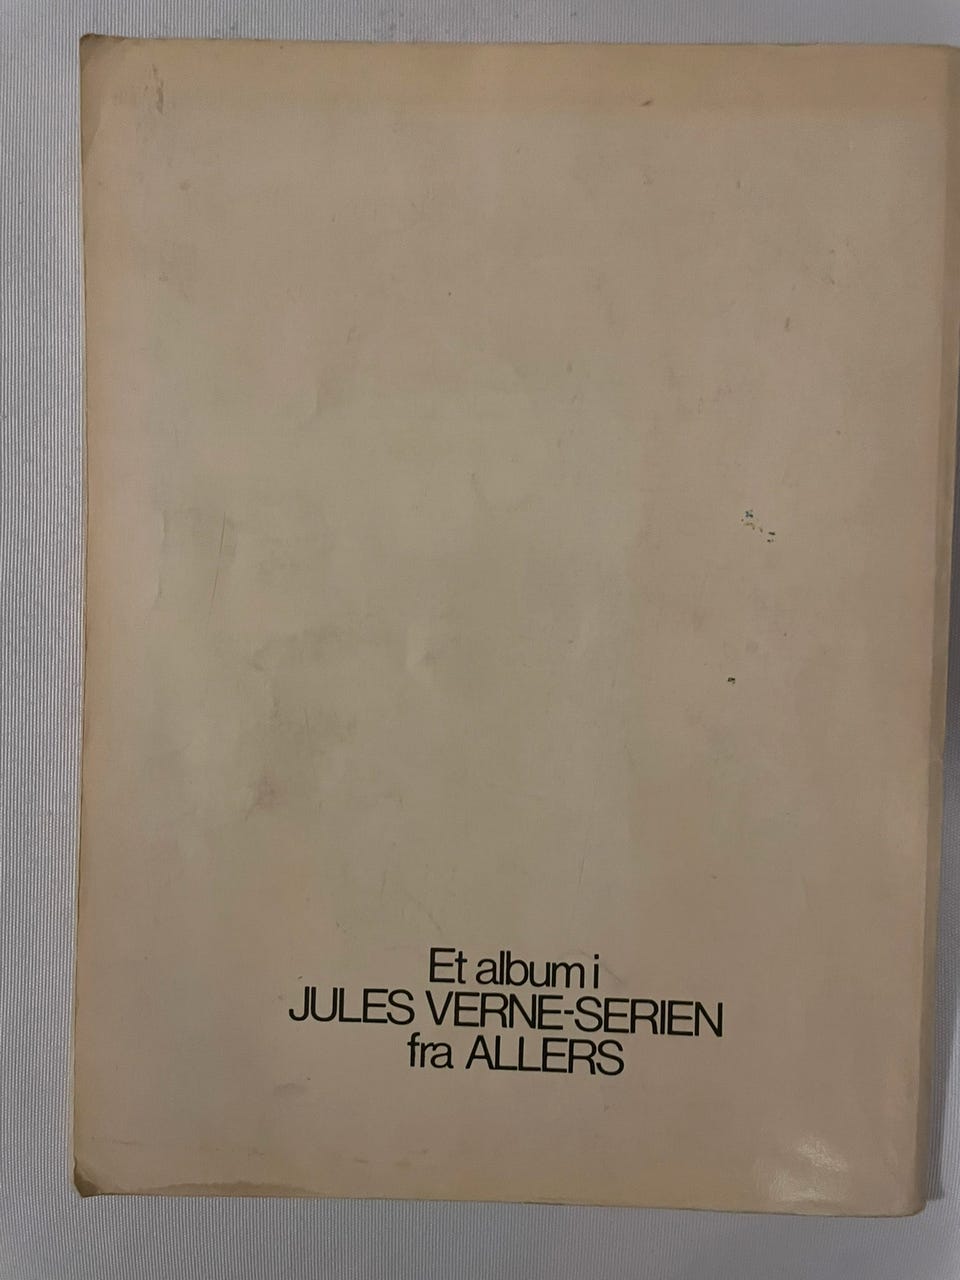 Et album i
JULES VERNE-SERIEN
fra ALLERS